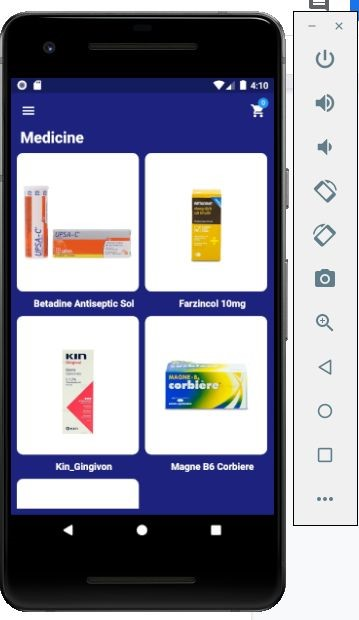 4:10
0
Medicine
UPSA-C
UPSA-C
Betadine Antiseptic Sol
Farzincol 10mg
KIN
Gingival
MAGNE-B6
corbière
Kin_Gingivon
Magne B6 Corbiere